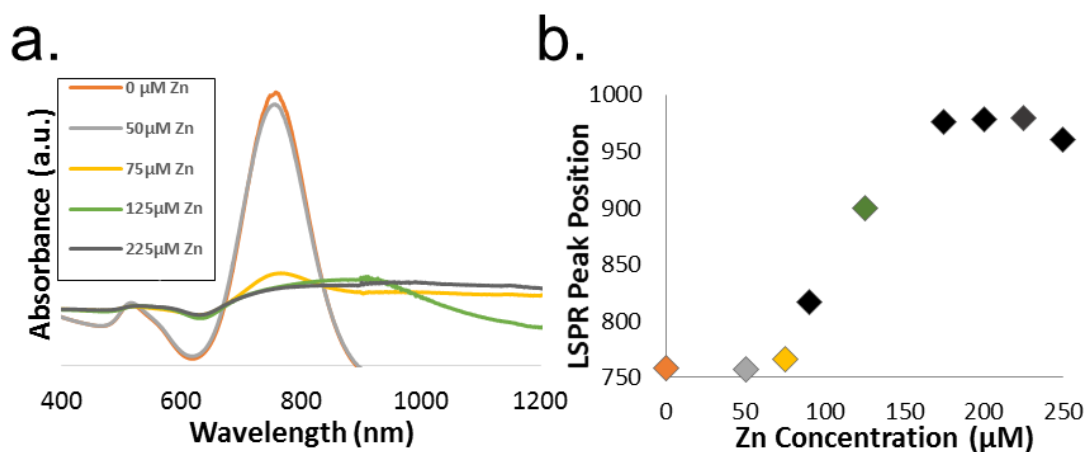 a.
0 µM Zn
50µM Zn
75µM Zn
125µM Zn
225µM Zn
Absorbance (a.u.)
400 600 800 1000 1200
Wavelength (nm)
b.
1000
950
900
850
800
750
LSPR Peak Position
0 50 100 150 200 250
Zn Concentration (µM)